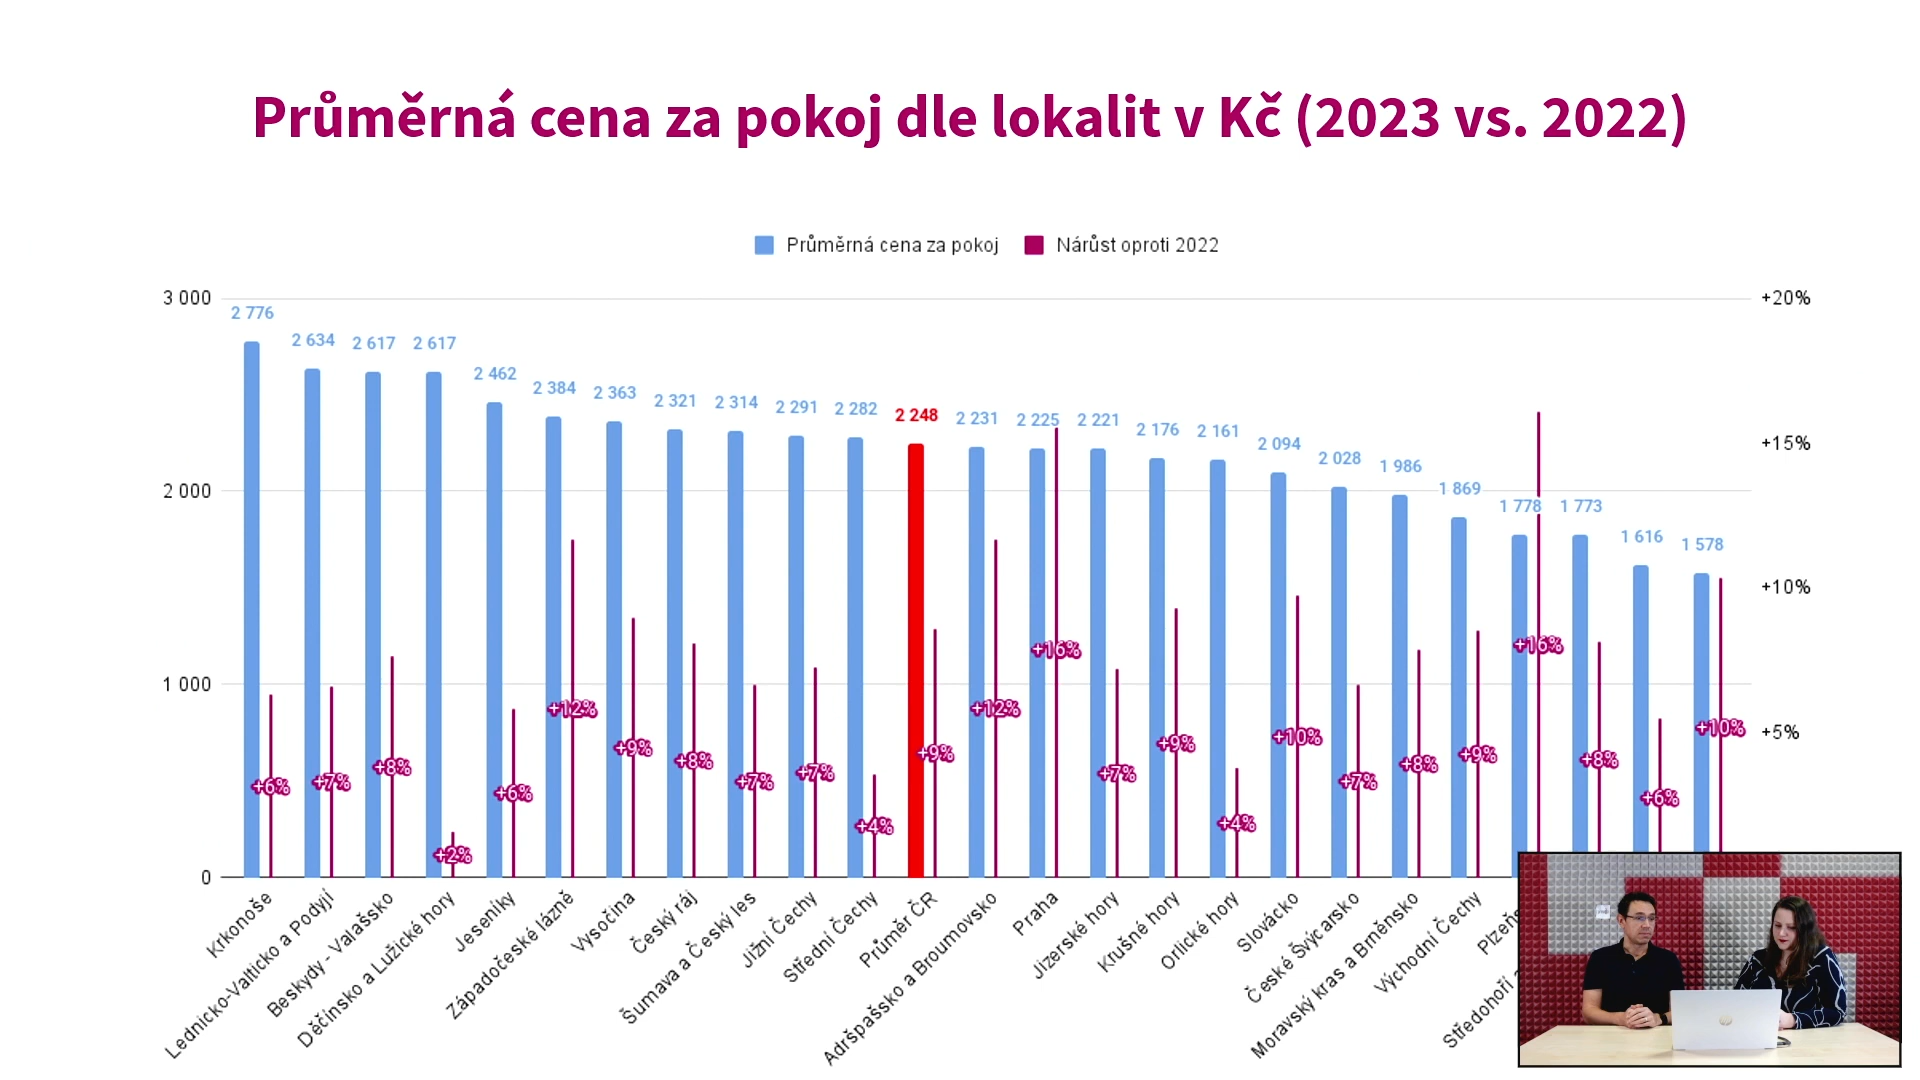 Průměrná cena za pokoj dle lokalit v Kč (2023 vs. 2022)
Průměrná cena za pokoj
Nárůst oproti 2022
3 000
2 000
1 000
0
+20%
+15%
+10%
+5%
2 776
2 634
2 617
2 617
2 462
2 384
2 363
2 321
2 314
2 291
2 282
2 248
2 231
2 225
2 221
2 176
2 161
2 094
2 028
1 986
1 869
1 778
1 773
1 616
1 578
+6%
+7%
+8%
+2%
+6%
+12%
+9%
+8%
+7%
+7%
+4%
+9%
+12%
+16%
+7%
+9%
+4%
+10%
+7%
+8%
+9%
+16%
+8%
+6%
+10%
Krkonoše
Lednicko-Valticko a Podyjí
Beskydy - Valašsko
Děčínsko a Lužické hory
Jeseníky
Západočeské lázně
Vysočina
Český ráj
Šumava a Český les
Jižní Čechy
Střední Čechy
Průměr ČR
Adršpašsko a Broumovsko
Praha
Jizerské hory
Krušné hory
Orlické hory
Slovácko
České Švýcarsko
Moravský kras a Brněnsko
Východní Čechy
Středohoří